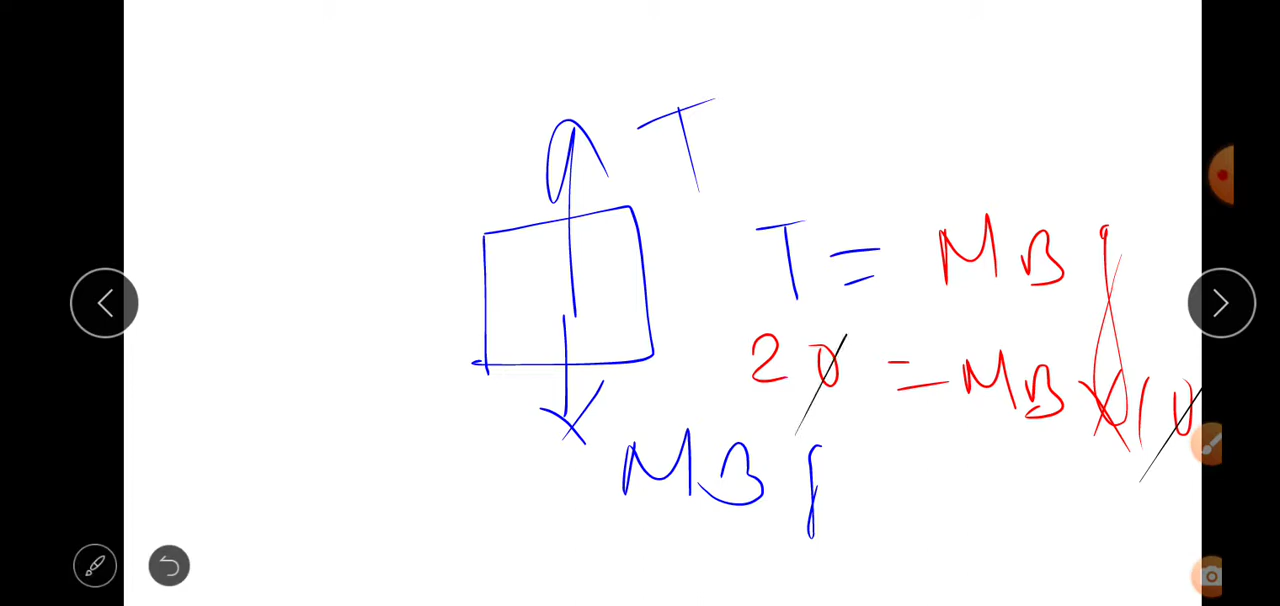 T
T = MB g
20 = MB × 10
MB g